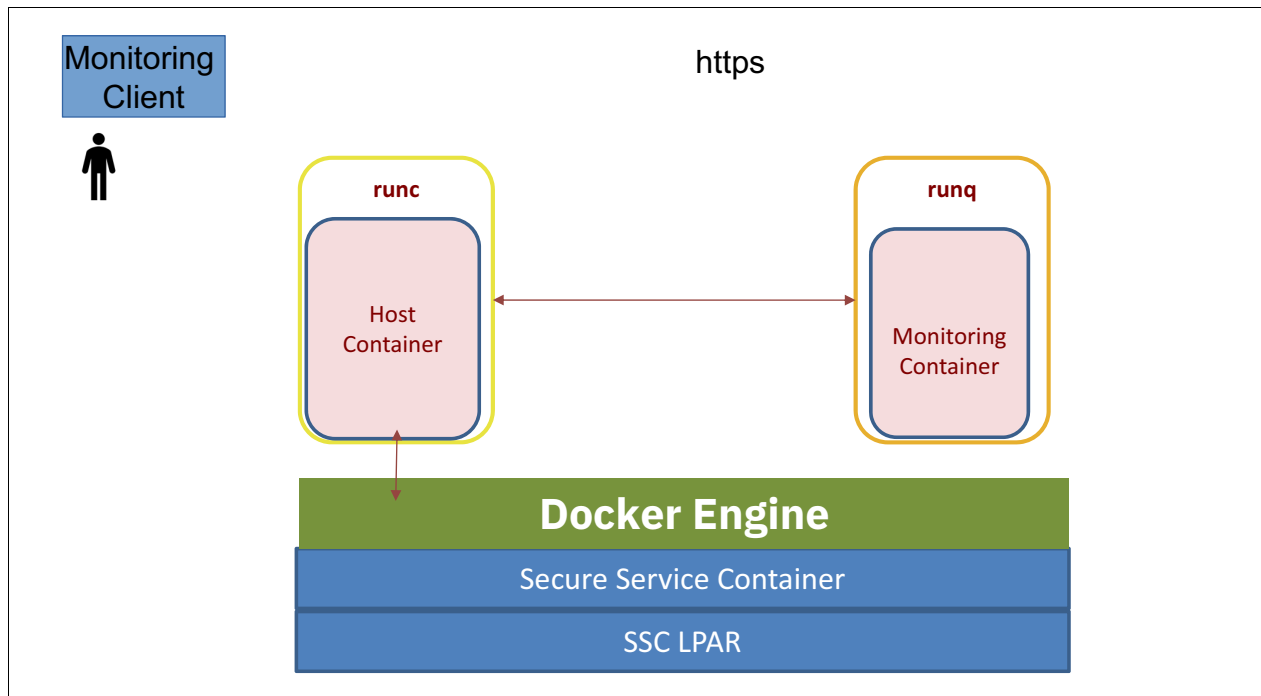 Monitoring
Client
https
runc
runq
Host
Container
Monitoring
Container
Docker Engine
Secure Service Container
SSC LPAR